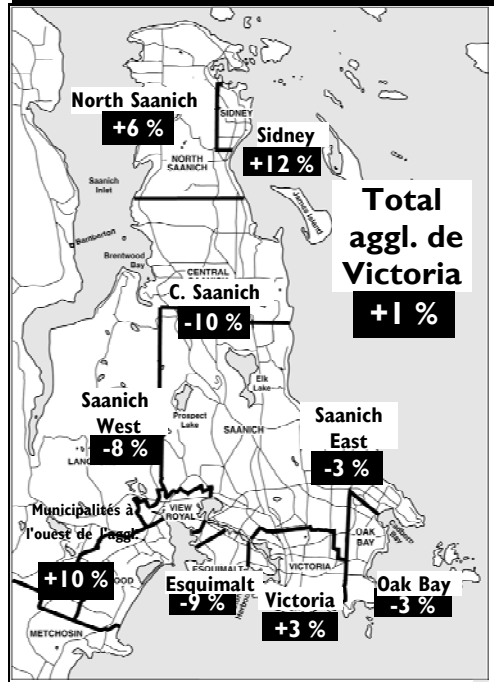 North Saanich
+6 %
SIDNEY
Sidney
+12 %
NORTH
SAANICH
Saanich
Inlet
James Island
Total
aggl. de
Victoria
+1 %
Bamberton
Brentwood
Bay
CENTRAL
C. Saanich
-10 %
Elk
Lake
Prospect
Lake
SAANICH
Saanich
West
-8 %
Saanich
East
-3 %
Municipalités à
l'ouest de l'aggl.
+10 %
VIEW
ROYAL
OAK
BAY
Bay
VICTORIA
Esquimalt
-9 %
Victoria
+3 %
Oak Bay
-3 %
METCHOSIN